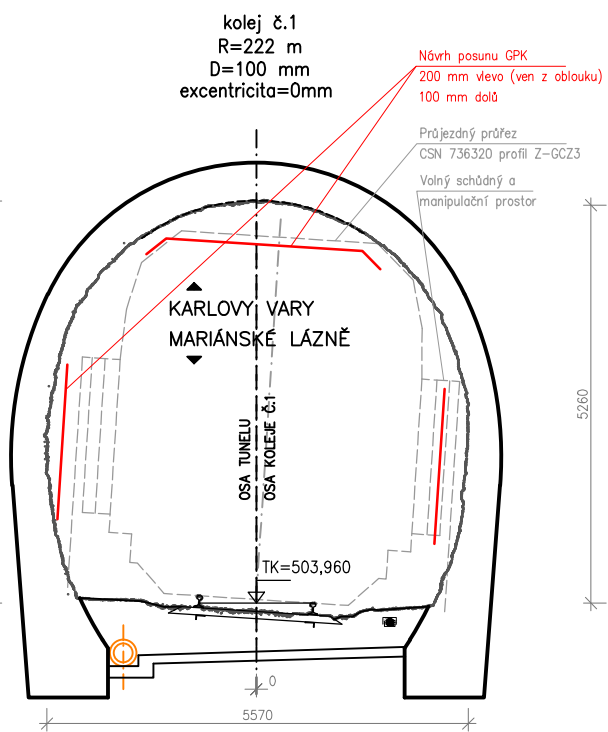 kolej č.1
R=222 m
D=100 mm
excentricita=0mm
Návrh posunu GPK
200 mm vlevo (ven z oblouku)
100 mm dolů
Průjezdný průřez
CSN 736320 profil Z-GCZ3
Volný schůdný a
manipulační prostor
KARLOVY VARY
MARIÁNSKÉ LÁZNĚ
OSA TUNELU
OSA KOLEJE Č.1
5260
TK=503,960
0
5570